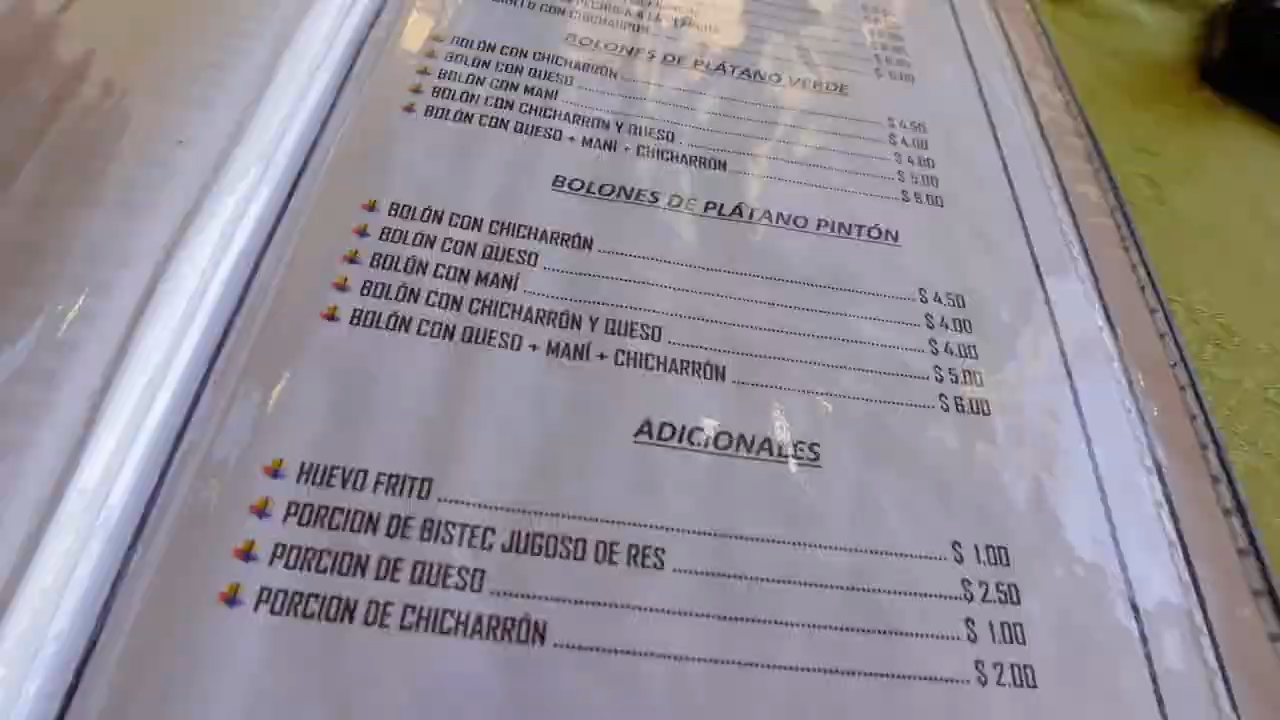 BOLONES DE PLÁTANO VERDE
BOLÓN CON CHICHARRÓN $ 4.50
BOLÓN CON QUESO $ 4.00
BOLÓN CON MANÍ $ 4.00
BOLÓN CON CHICHARRÓN Y QUESO $ 5.00
BOLÓN CON QUESO + MANÍ + CHICHARRÓN $ 6.00
BOLONES DE PLÁTANO PINTÓN
BOLÓN CON CHICHARRÓN $ 4.50
BOLÓN CON QUESO $ 4.00
BOLÓN CON MANÍ $ 4.00
BOLÓN CON CHICHARRÓN Y QUESO $ 5.00
BOLÓN CON QUESO + MANÍ + CHICHARRÓN $ 6.00
ADICIONALES
HUEVO FRITO $ 1.00
PORCION DE BISTEC JUGOSO DE RES $ 2.50
PORCION DE QUESO $ 1.00
PORCION DE CHICHARRÓN $ 2.00